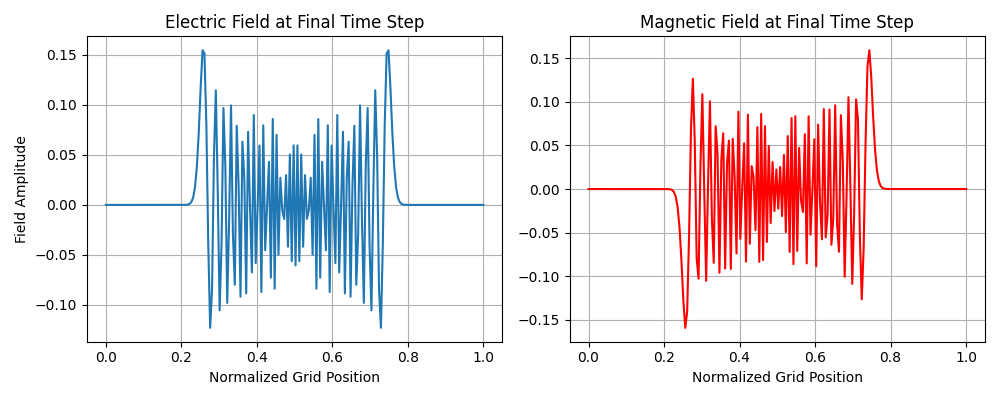 Electric Field at Final Time Step
Field Amplitude
0.15
0.10
0.05
0.00
−0.05
−0.10
0.0 0.2 0.4 0.6 0.8 1.0
Normalized Grid Position
Magnetic Field at Final Time Step
0.15
0.10
0.05
0.00
−0.05
−0.10
−0.15
0.0 0.2 0.4 0.6 0.8 1.0
Normalized Grid Position